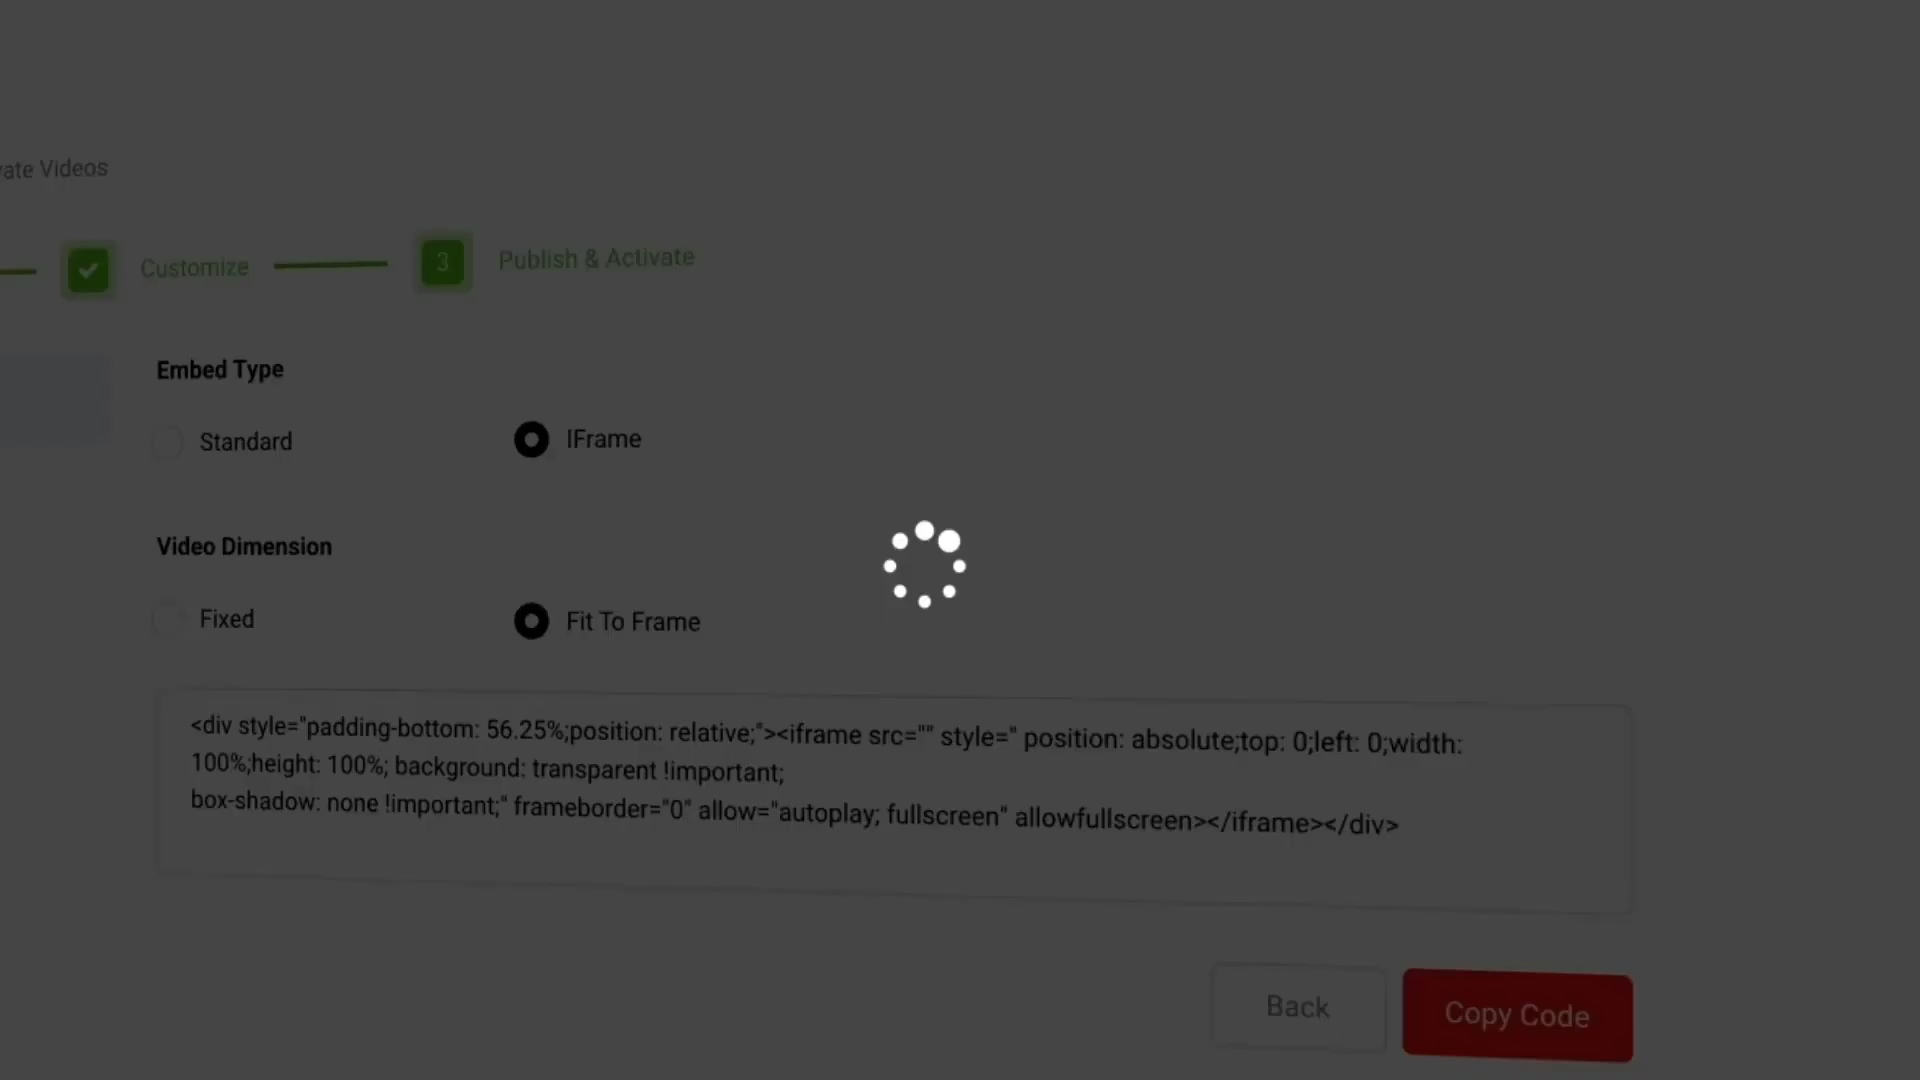 Videos
Customize
3
Publish & Activate
Embed Type
Standard
IFrame
Video Dimension
Fixed
Fit To Frame
<div style="padding-bottom: 56.25%;position: relative;"><iframe src="" style=" position: absolute;top: 0;left: 0;width:
100%;height: 100%; background: transparent !important;
box-shadow: none !important;" frameborder="0" allow="autoplay; fullscreen" allowfullscreen></iframe></div>
Back
Copy Code